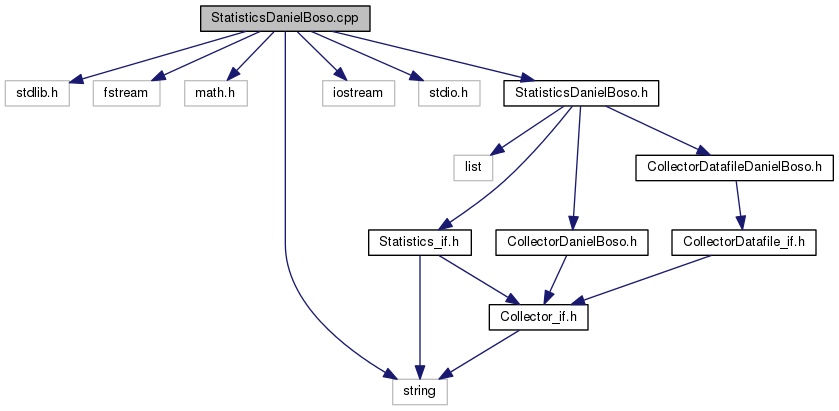 StatisticsDanielBoso.cpp
stdlib.h
fstream
math.h
iostream
stdio.h
StatisticsDanielBoso.h
list
CollectorDatafileDanielBoso.h
Statistics_if.h
CollectorDanielBoso.h
CollectorDatafile_if.h
Collector_if.h
string